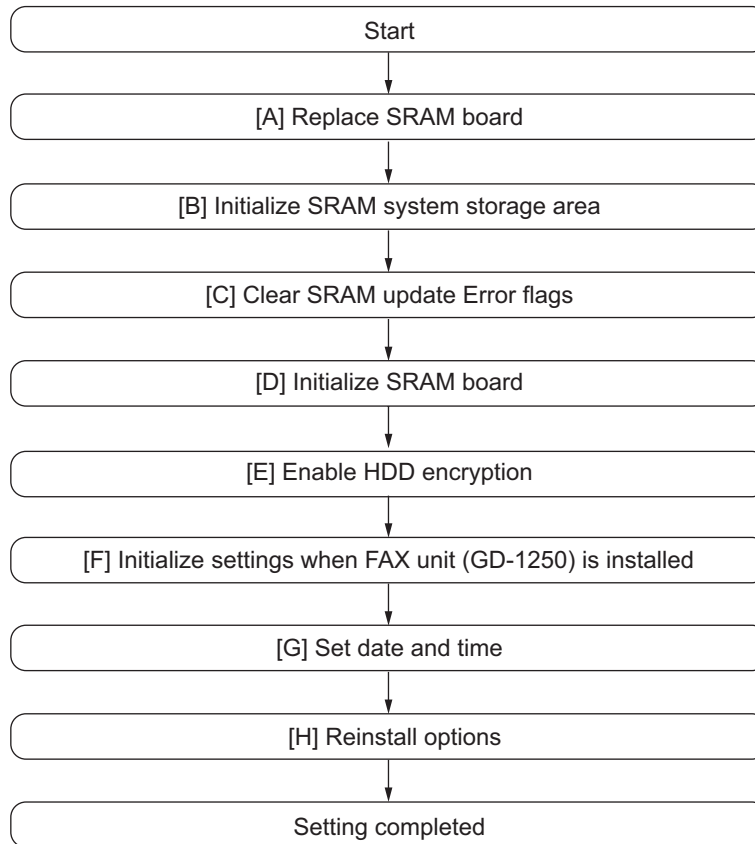 Start
[A] Replace SRAM board
[B] Initialize SRAM system storage area
[C] Clear SRAM update Error flags
[D] Initialize SRAM board
[E] Enable HDD encryption
[F] Initialize settings when FAX unit (GD-1250) is installed
[G] Set date and time
[H] Reinstall options
Setting completed